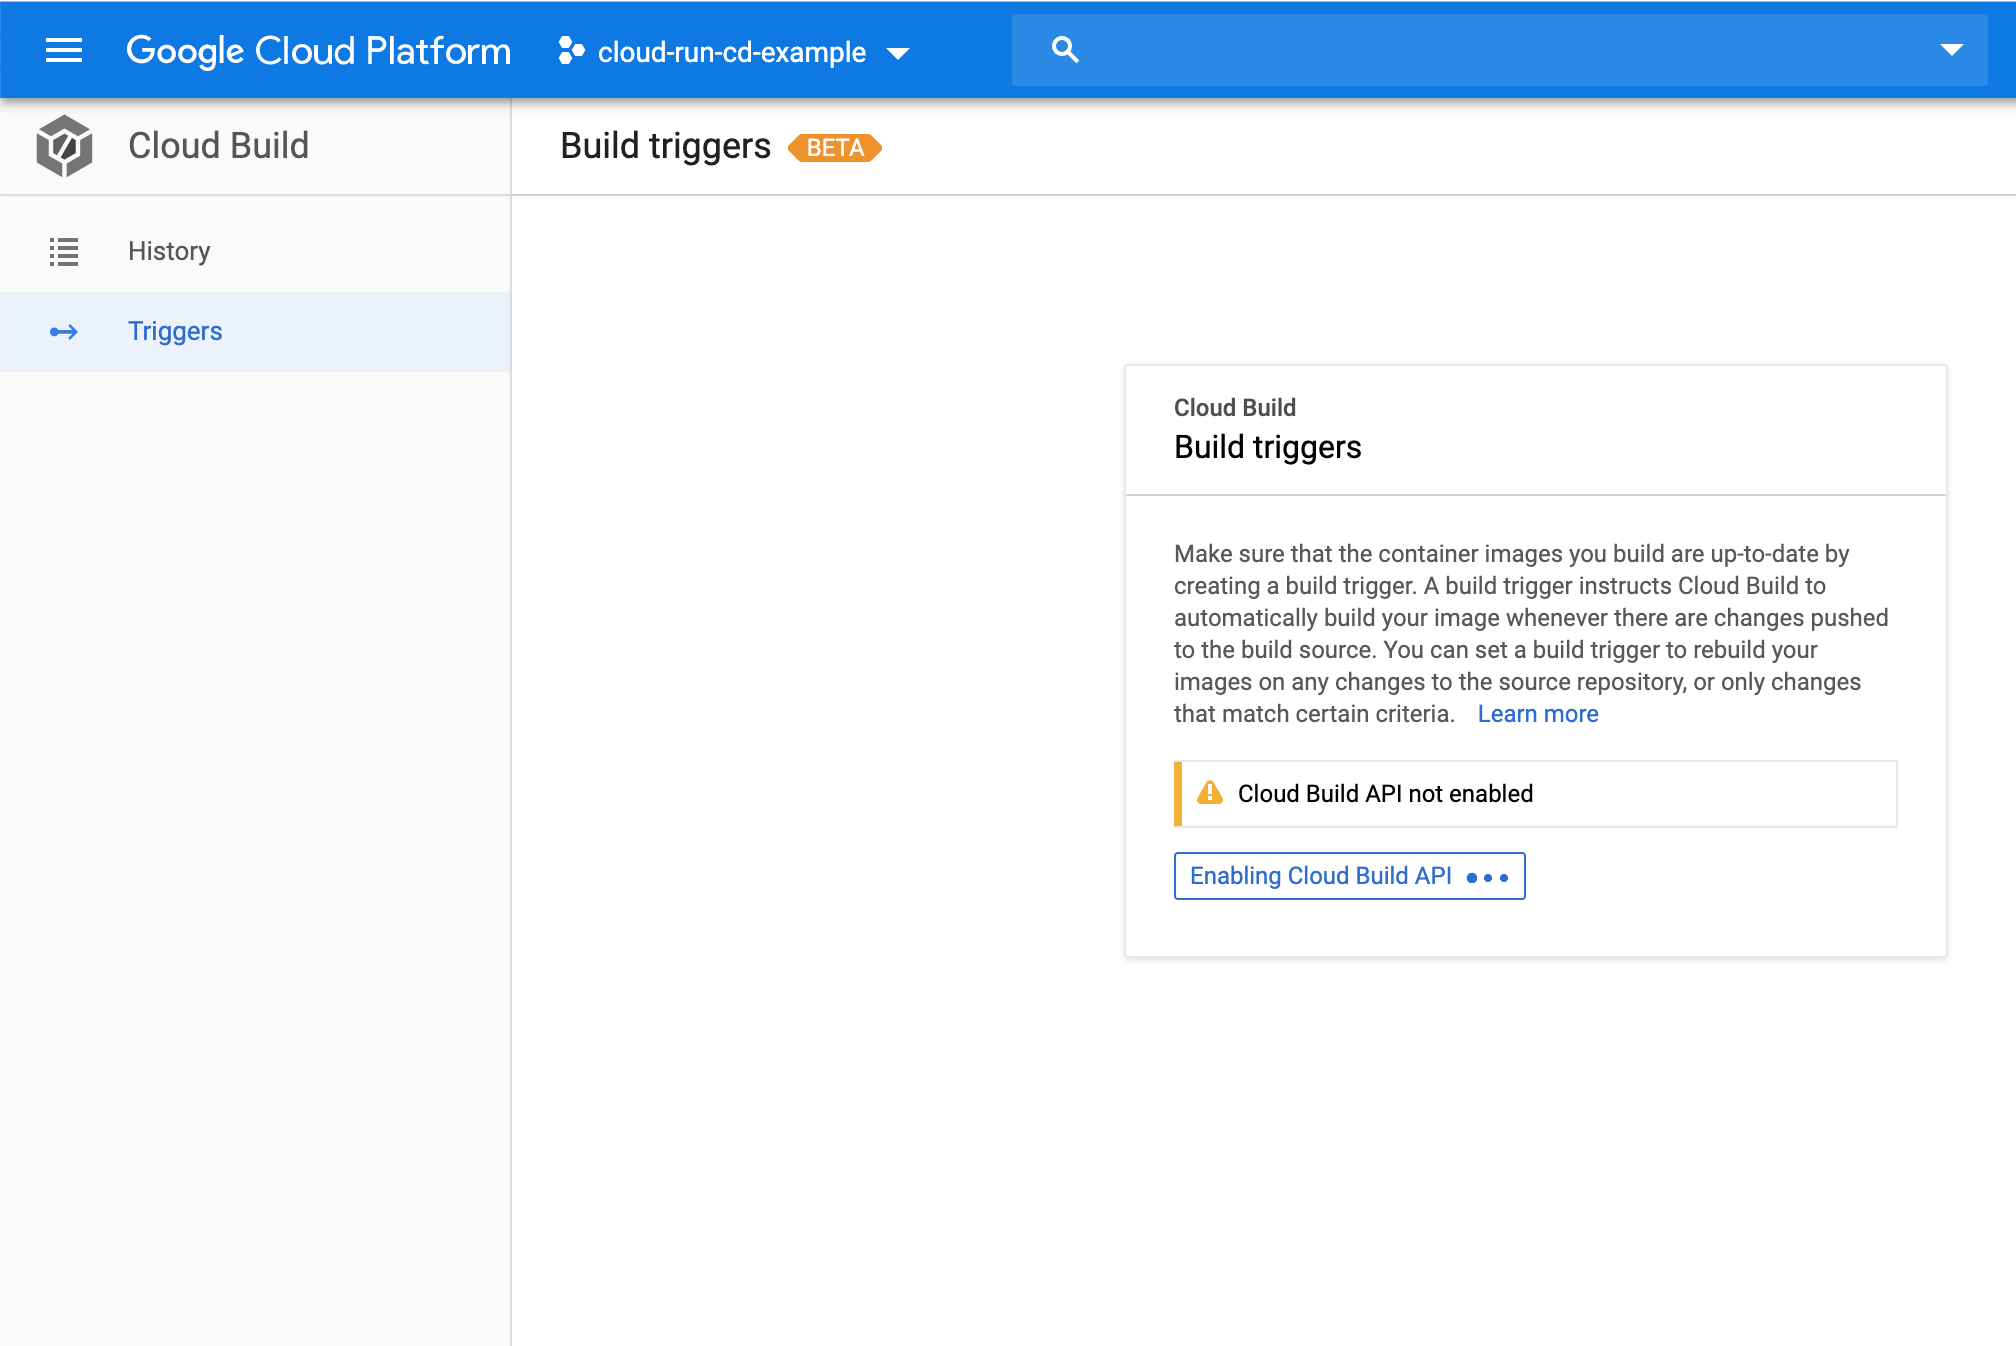 Google Cloud Platform
cloud-run-cd-example
Cloud Build
Build triggers
BETA
History
Triggers
Cloud Build
Build triggers
Make sure that the container images you build are up-to-date by
creating a build trigger. A build trigger instructs Cloud Build to
automatically build your image whenever there are changes pushed
to the build source. You can set a build trigger to rebuild your
images on any changes to the source repository, or only changes
that match certain criteria. Learn more
Cloud Build API not enabled
Enabling Cloud Build API